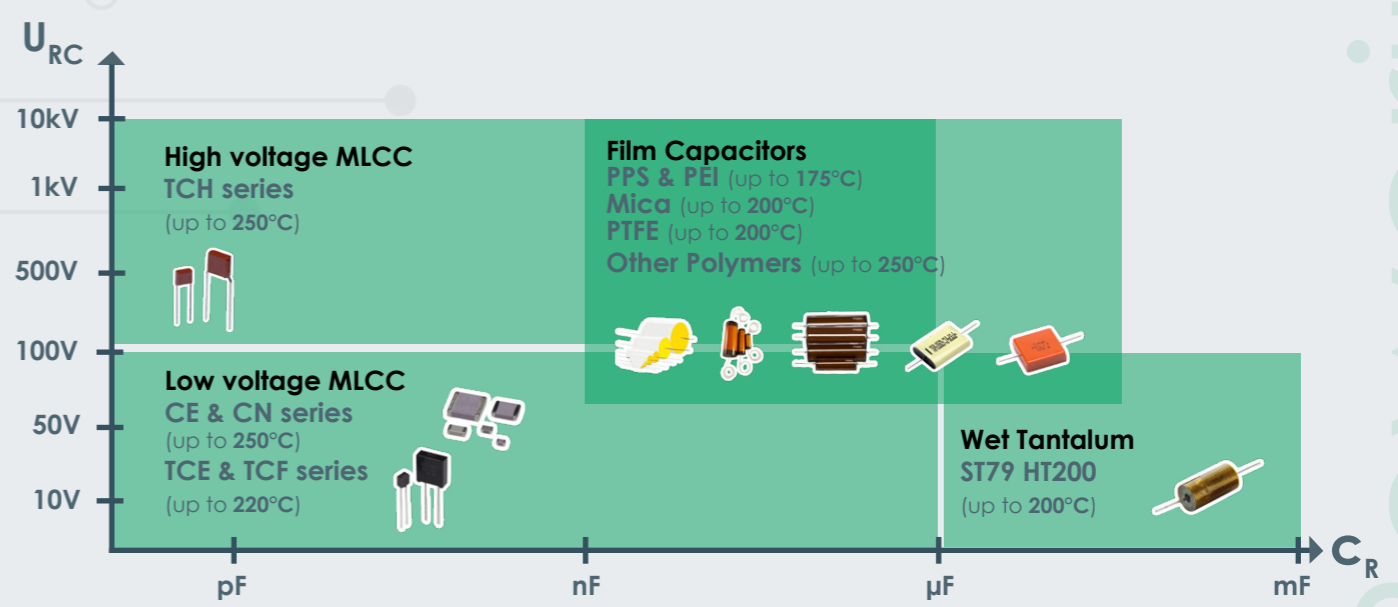 U_RC
10kV
1kV
500V
100V
50V
10V
High voltage MLCC
TCH series
(up to 250°C)
Film Capacitors
PPS & PEI (up to 175°C)
Mica (up to 200°C)
PTFE (up to 200°C)
Other Polymers (up to 250°C)
Low voltage MLCC
CE & CN series
(up to 250°C)
TCE & TCF series
(up to 220°C)
Wet Tantalum
ST79 HT200
(up to 200°C)
pF
nF
µF
mF
C_R